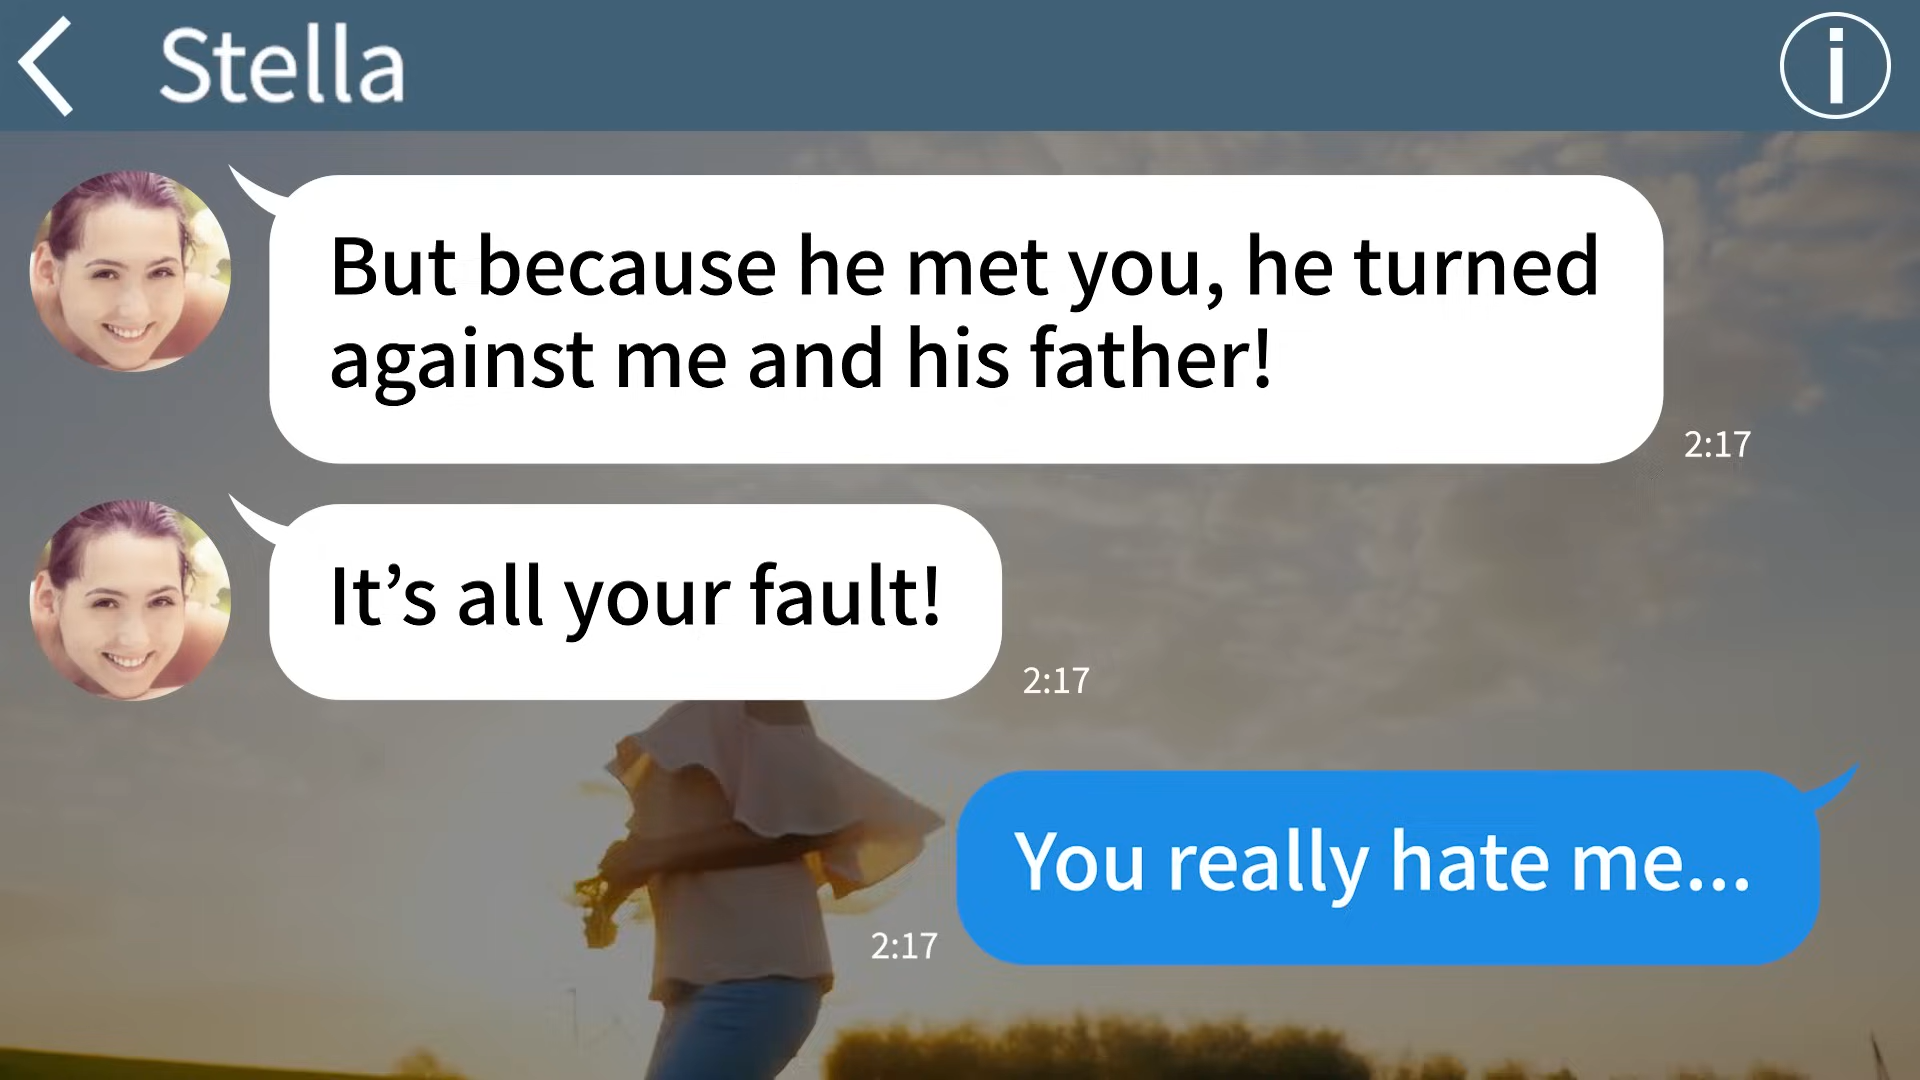 Stella
But because he met you, he turned
against me and his father!
2:17
It’s all your fault!
2:17
You really hate me...
2:17